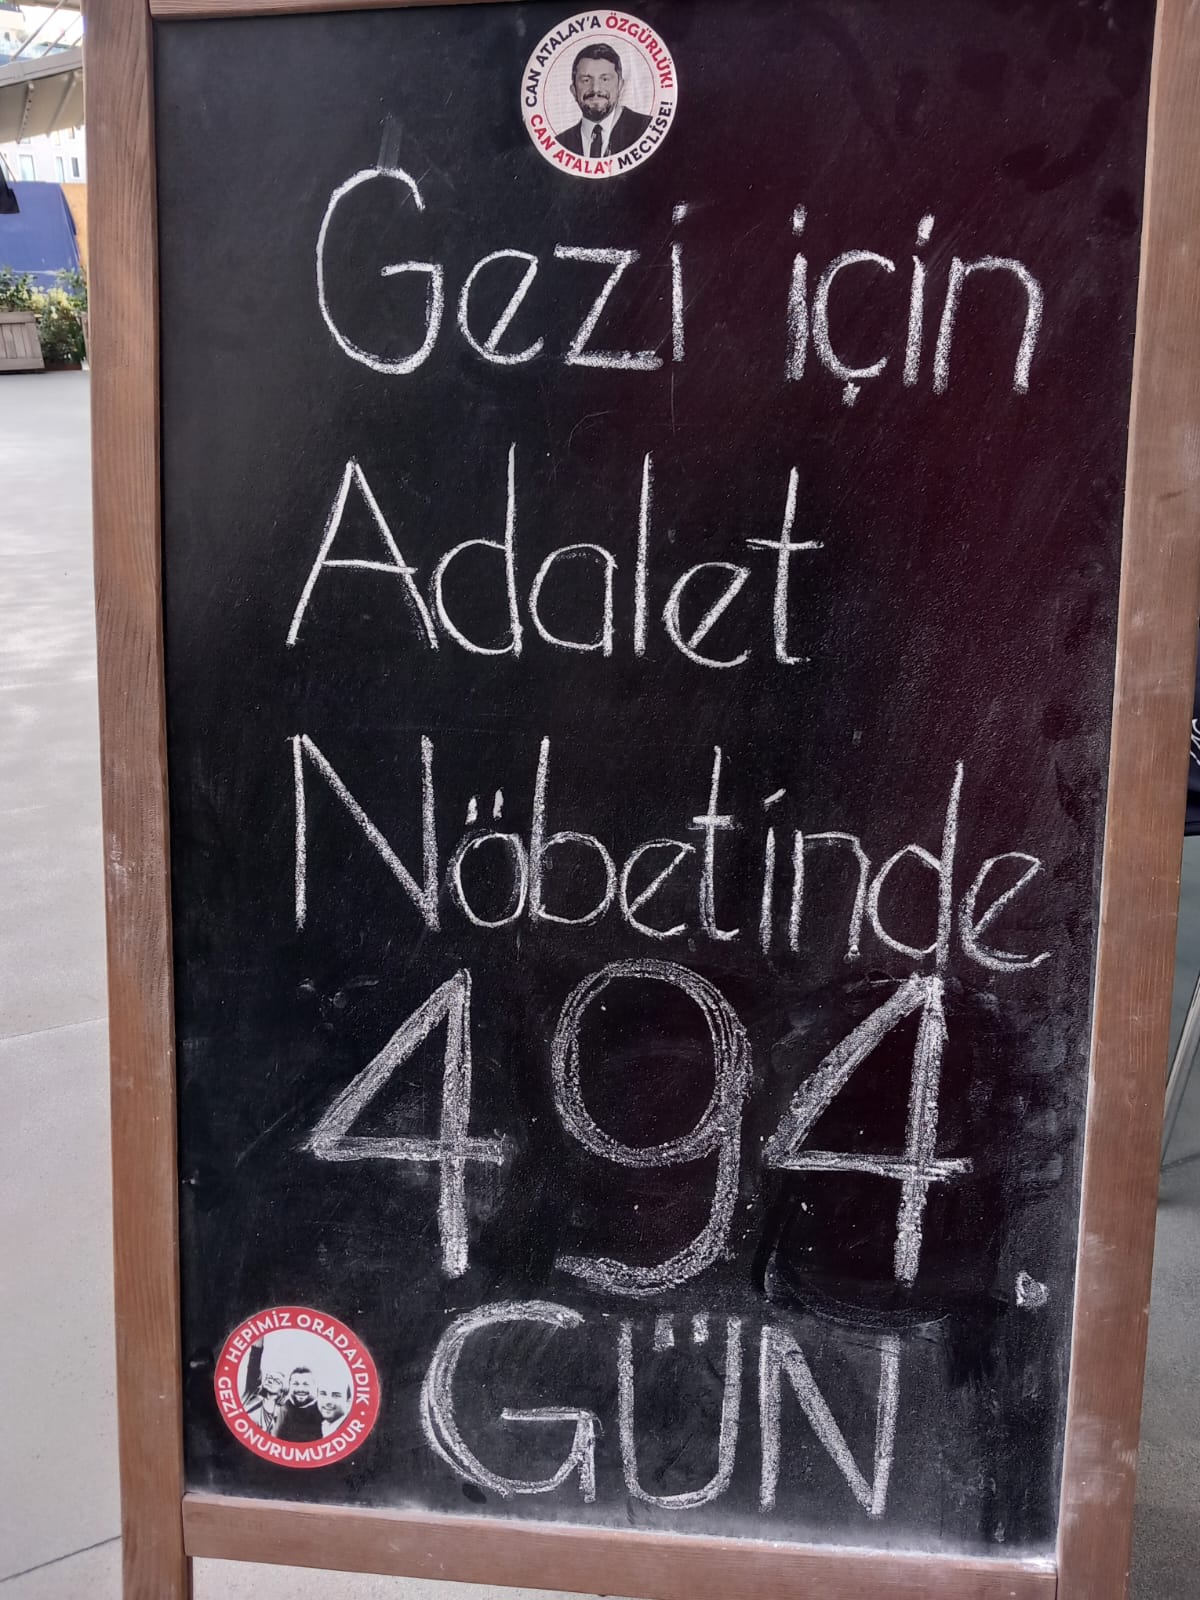 CAN ATALAY'A ÖZGÜRLÜK!
CAN ATALAY MECLİSE!
Gezi için
Adalet
Nöbetinde
494.
GÜN
HEPİMİZ ORADAYDIK
GEZİ ONURUMUZDUR